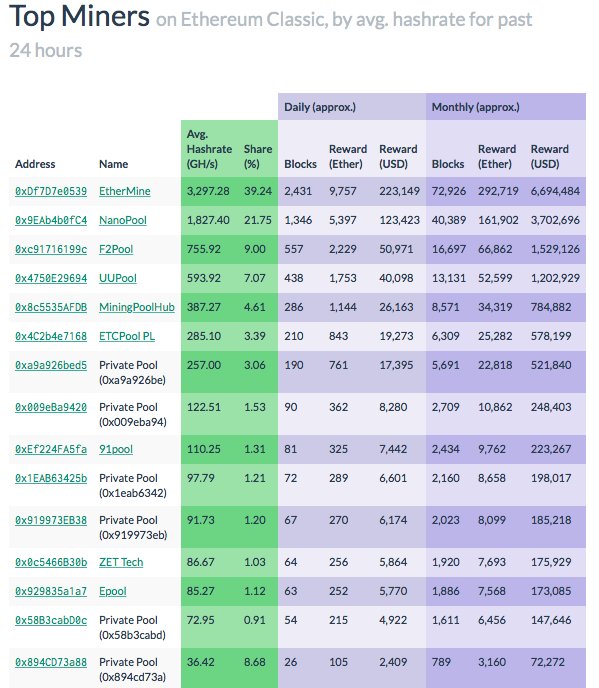 Top Miners on Ethereum Classic, by avg. hashrate for past
24 hours
Daily (approx.) Monthly (approx.)
Avg.
Hashrate Share Reward Reward Reward Reward
Address Name (GH/s) (%) Blocks (Ether) (USD) Blocks (Ether) (USD)
0xDf7D7e0539 EtherMine 3,297.28 39.24 2,431 9,757 223,149 72,926 292,719 6,694,484
0x9EAb4b0fC4 NanoPool 1,827.40 21.75 1,346 5,397 123,423 40,389 161,902 3,702,696
0xc91716199c F2Pool 755.92 9.00 557 2,229 50,971 16,697 66,862 1,529,126
0x4750E29694 UUPool 593.92 7.07 438 1,753 40,098 13,131 52,599 1,202,929
0x8c5535AFDB MiningPoolHub 387.27 4.61 286 1,144 26,163 8,571 34,319 784,882
0x4C2b4e7168 ETCPool PL 285.10 3.39 210 843 19,273 6,309 25,282 578,199
0xa9a926bed5 Private Pool 257.00 3.06 190 761 17,395 5,691 22,818 521,840
(0xa9a926be)
0x009eBa9420 Private Pool 122.51 1.53 90 362 8,280 2,709 10,862 248,403
(0x009eba94)
0xEf224FA5fa 91pool 110.25 1.31 81 325 7,442 2,434 9,762 223,267
0x1EAB63425b Private Pool 97.79 1.21 72 289 6,601 2,160 8,658 198,017
(0x1eab6342)
0x919973EB38 Private Pool 91.73 1.20 67 270 6,174 2,023 8,099 185,218
(0x919973eb)
0x0c5466B30b ZET Tech 86.67 1.03 64 256 5,864 1,920 7,693 175,929
0x929835a1a7 Epool 85.27 1.12 63 252 5,770 1,886 7,568 173,085
0x58B3cabD0c Private Pool 72.95 0.91 54 215 4,922 1,611 6,456 147,646
(0x58b3cabd)
0x894CD73a88 Private Pool 36.42 8.68 26 105 2,409 789 3,160 72,272
(0x894cd73a)